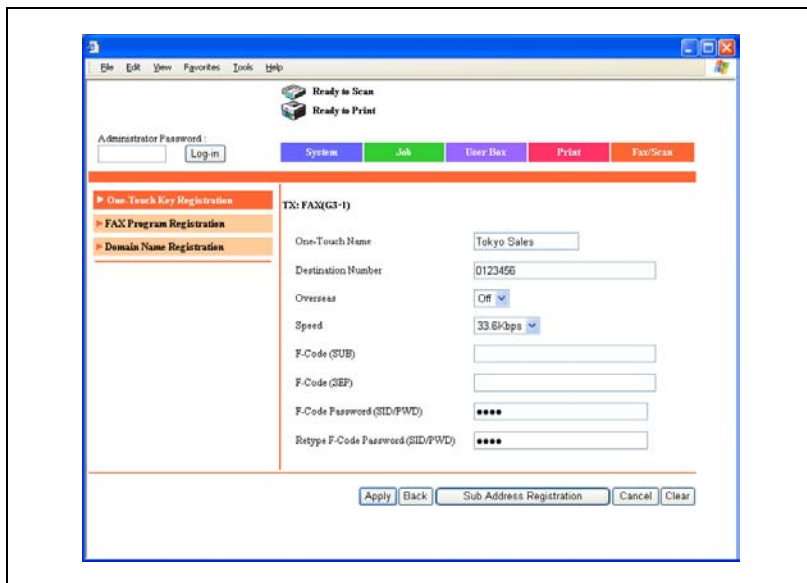 File Edit View Favorites Tools Help
Ready to Scan
Ready to Print
Administrator Password :
Log-in
System Job User Box Print Fax/Scan
One-Touch Key Registration
FAX Program Registration
Domain Name Registration
TX: FAX(G3-1)
One-Touch Name Tokyo Sales
Destination Number 0123456
Overseas Off
Speed 33.6Kbps
F-Code (SUB)
F-Code (SEP)
F-Code Password (SID/PWD) ●●●●
Retype F-Code Password (SID/PWD) ●●●●
Apply Back Sub Address Registration Cancel Clear